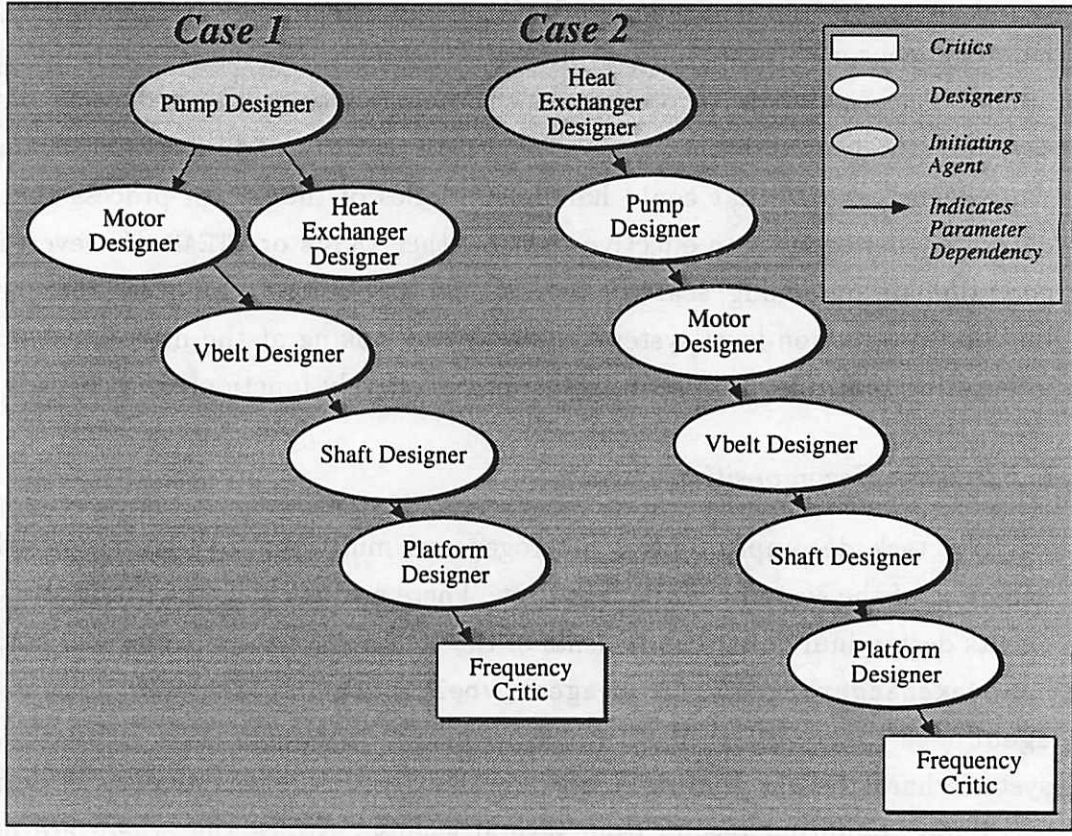 Case 1
Pump Designer
Motor
Designer
Heat
Exchanger
Designer
Vbelt Designer
Shaft Designer
Platform
Designer
Frequency
Critic
Case 2
Heat
Exchanger
Designer
Pump
Designer
Motor
Designer
Vbelt Designer
Shaft Designer
Platform
Designer
Frequency
Critic
Critics
Designers
Initiating
Agent
Indicates
Parameter
Dependency